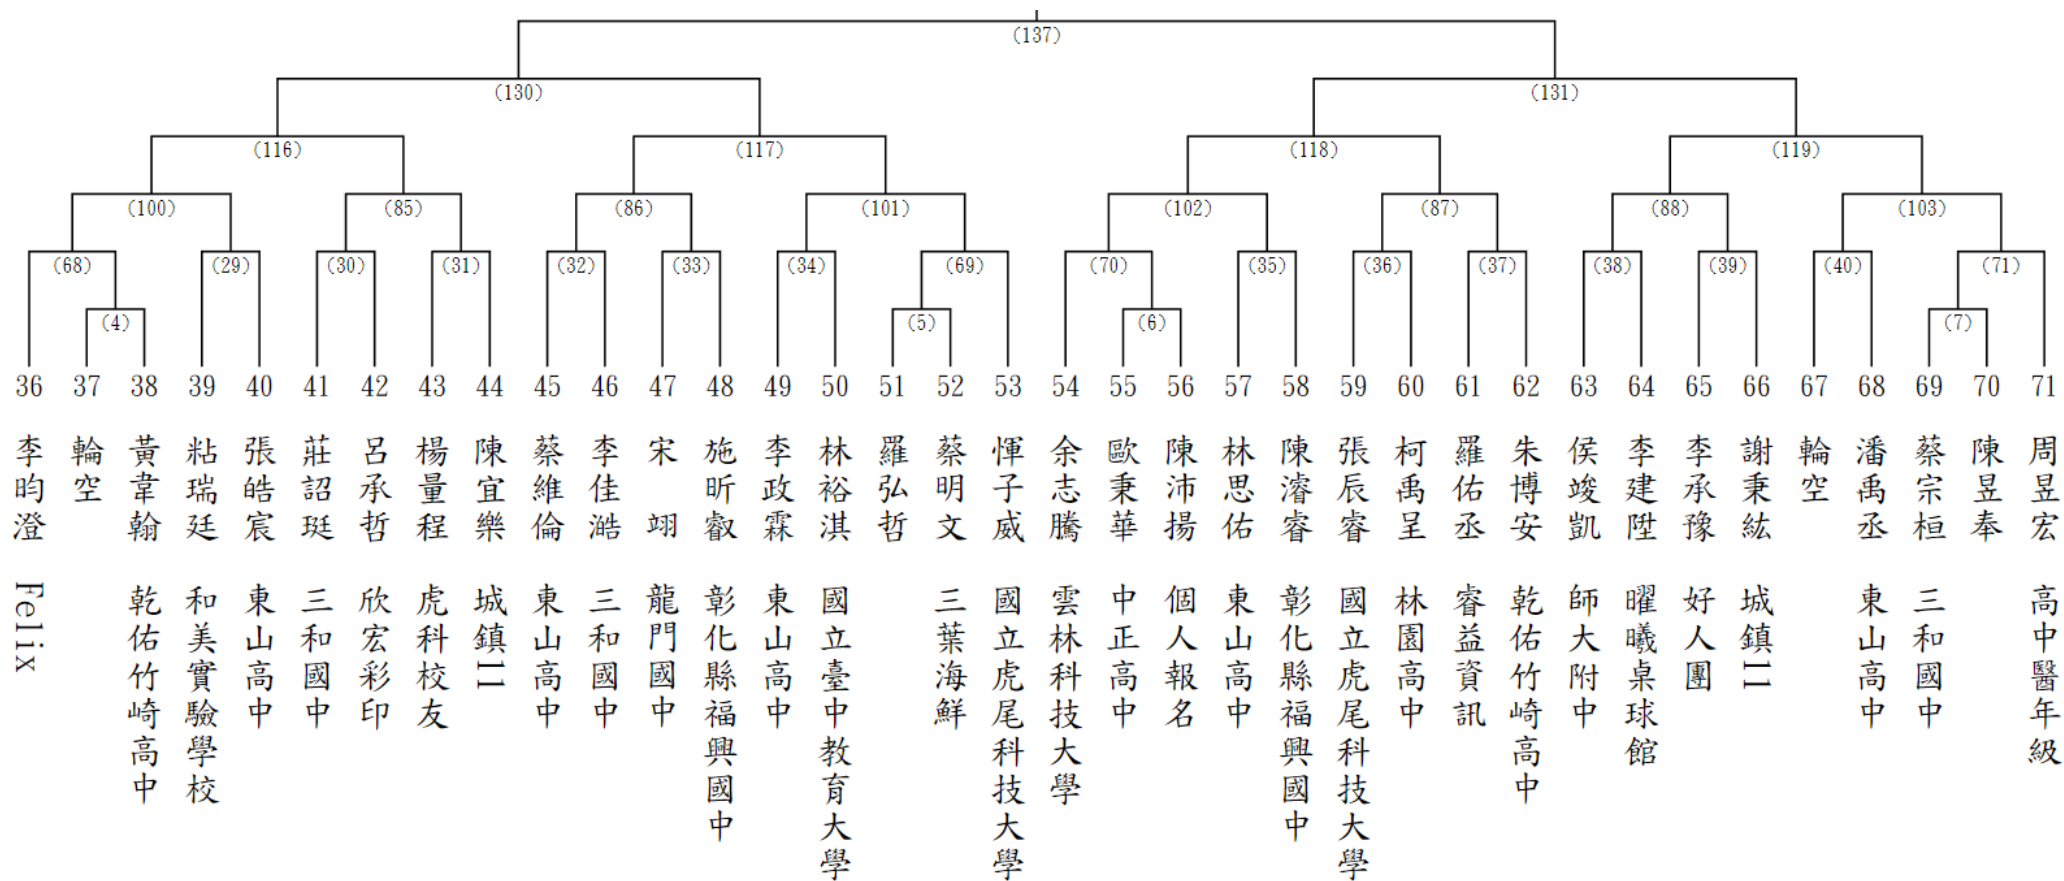 (137)
(130) (131)
(116) (117) (118) (119)
(100) (85) (86) (101) (102) (87) (88) (103)
(68) (29) (30) (31) (32) (33) (34) (69) (70) (35) (36) (37) (38) (39) (40) (71)
(4) (5) (6) (7)
36 李昀澄 Felix
37 輪空
38 黃韋翰 乾佑竹崎高中
39 粘瑞廷 和美實驗學校
40 張皓宸 東山高中
41 莊詔珽 三和國中
42 呂承哲 欣宏彩印
43 楊量程 虎科校友
44 陳宜樂 城鎮11
45 蔡維倫 東山高中
46 李佳澔 三和國中
47 宋翊 龍門國中
48 施昕叡 彰化縣福興國中
49 李政霖 東山高中
50 林裕淇 國立臺中教育大學
51 羅弘哲
52 蔡明文 三葉海鮮
53 惲子威 國立虎尾科技大學
54 余志騰 雲林科技大學
55 歐秉華 中正高中
56 陳沛揚 個人報名
57 林思佑 東山高中
58 陳濬睿 彰化縣福興國中
59 張辰睿 國立虎尾科技大學
60 柯禹呈 林園高中
61 羅佑丞 睿益資訊
62 朱博安 乾佑竹崎高中
63 侯竣凱 師大附中
64 李建陞 曜曦桌球館
65 李承豫 好人團
66 謝秉紘 城鎮11
67 輪空
68 潘禹丞 東山高中
69 蔡宗桓 三和國中
70 陳昱奉
71 周昱宏 高中醫年級